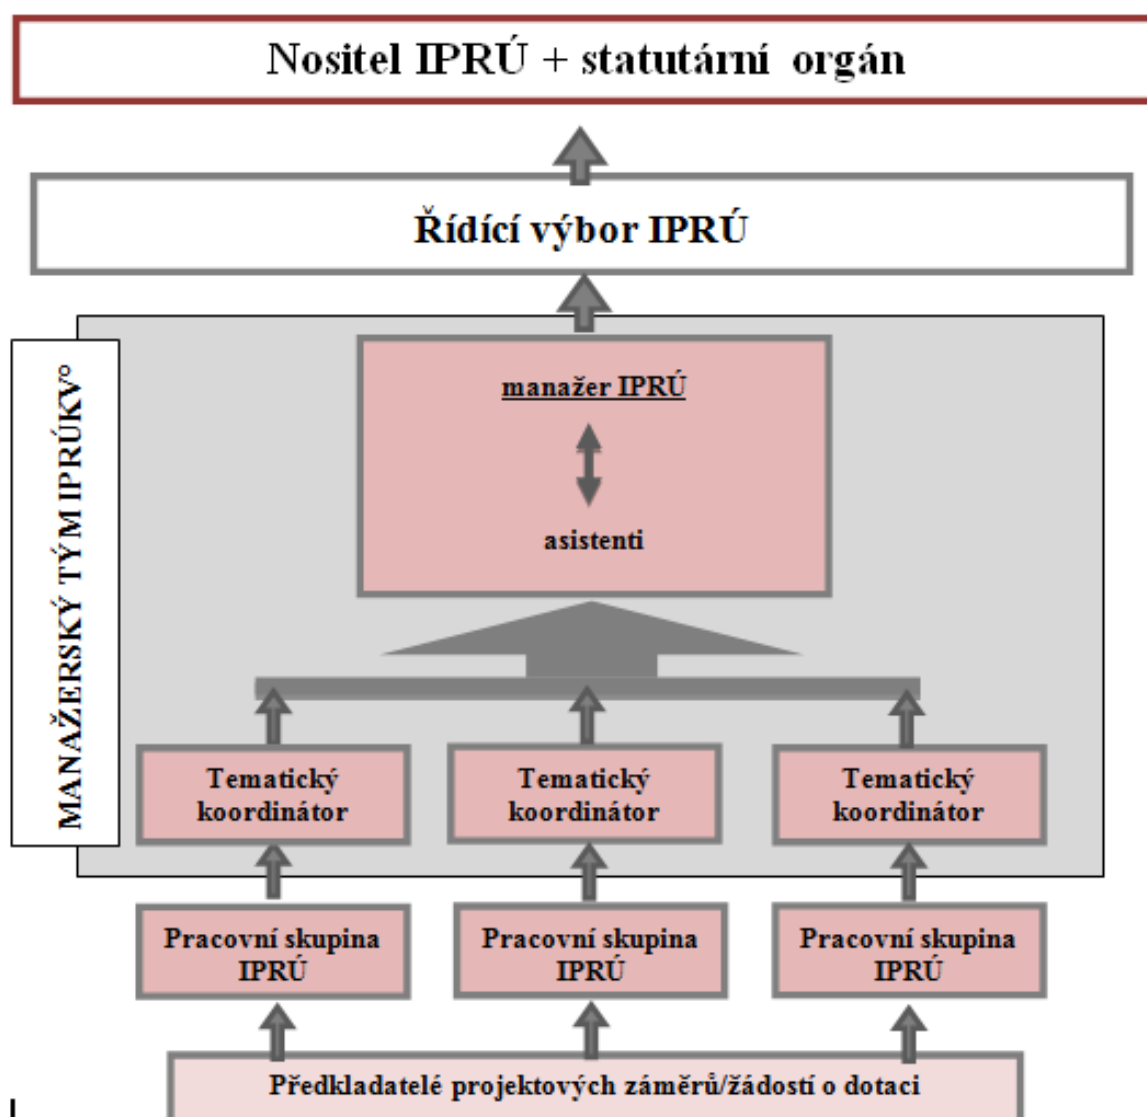 Nositel IPRÚ + statutární orgán
Řídící výbor IPRÚ
MANAŽERSKÝ TÝM IPRÚKV°
manažer IPRÚ
asistenti
Tematický
koordinátor
Tematický
koordinátor
Tematický
koordinátor
Pracovní skupina
IPRÚ
Pracovní skupina
IPRÚ
Pracovní skupina
IPRÚ
Předkladatelé projektových záměrů/žádostí o dotaci